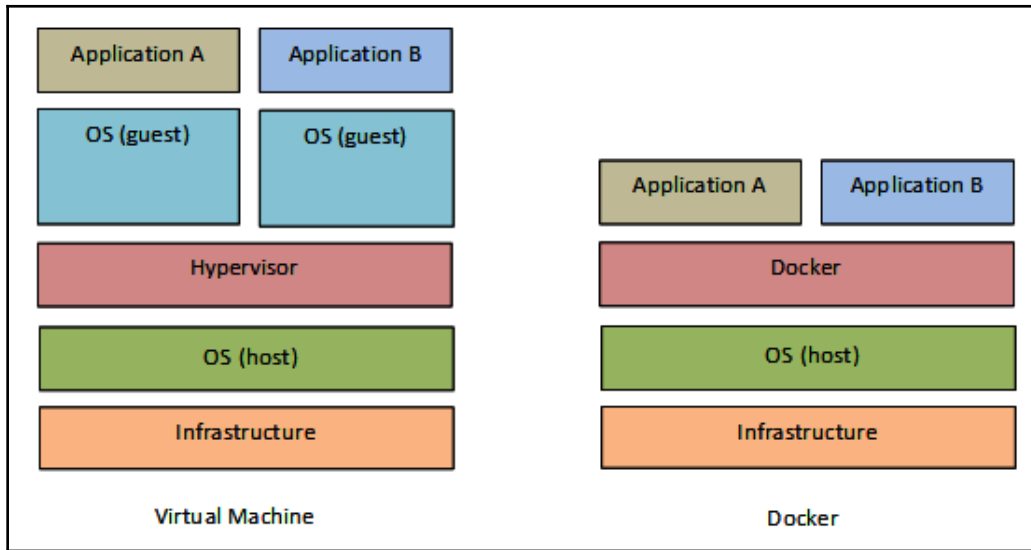 Application A
Application B
OS (guest)
OS (guest)
Hypervisor
OS (host)
Infrastructure
Virtual Machine
Application A
Application B
Docker
OS (host)
Infrastructure
Docker